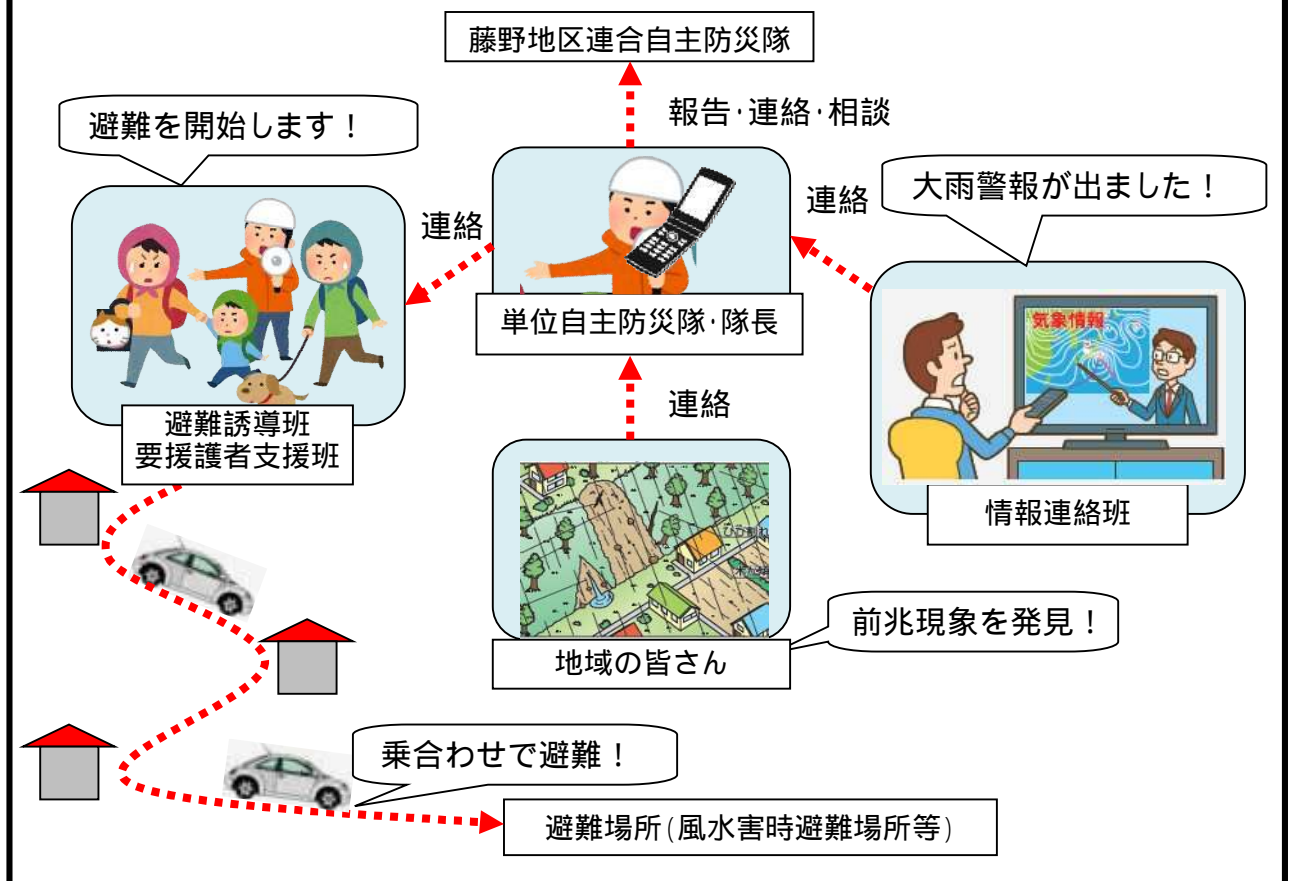 藤野地区連合自主防災隊
報告・連絡・相談
避難を開始します！
大雨警報が出ました！
連絡
連絡
気象情報
単位自主防災隊・隊長
連絡
避難誘導班
要援護者支援班
情報連絡班
ひび割れ
前兆現象を発見！
地域の皆さん
乗合わせで避難！
避難場所(風水害時避難場所等)